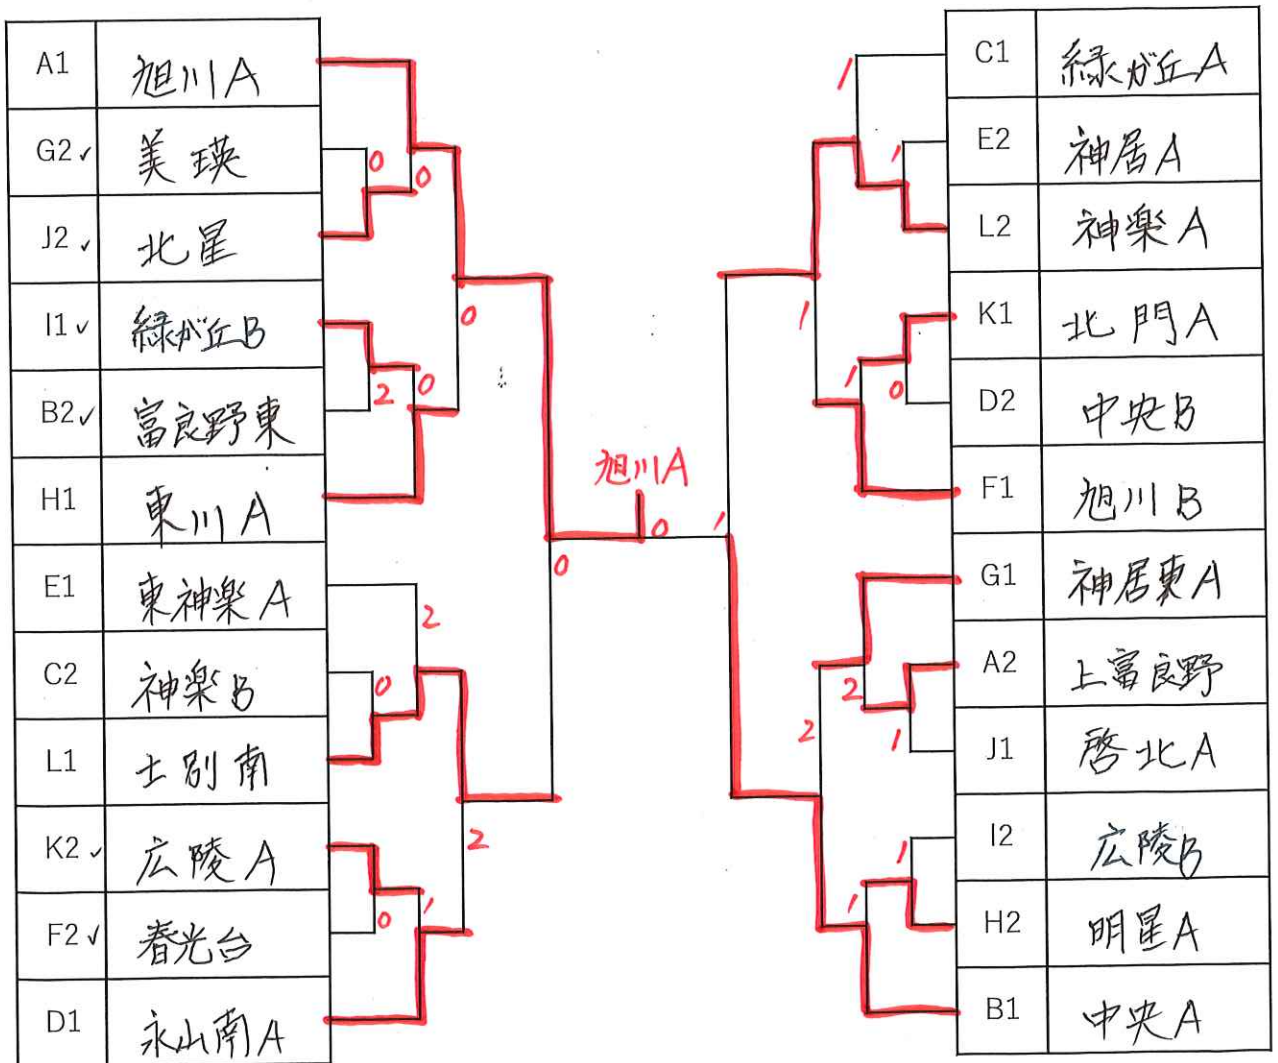 A1 旭川A
G2✓ 美瑛
J2✓ 北星
I1✓ 緑が丘B
B2✓ 富良野東
H1 東川A
E1 東神楽A
C2 神楽B
L1 士別南
K2✓ 広陵A
F2✓ 春光台
D1 永山南A
0
0
0
2
0
2
0
2
0
1
0
旭川A
0
1
1
1
1
1
0
2
1
2
1
1
C1 緑が丘A
E2 神居A
L2 神楽A
K1 北門A
D2 中央B
F1 旭川B
G1 神居東A
A2 上富良野
J1 啓北A
I2 広陵B
H2 明星A
B1 中央A